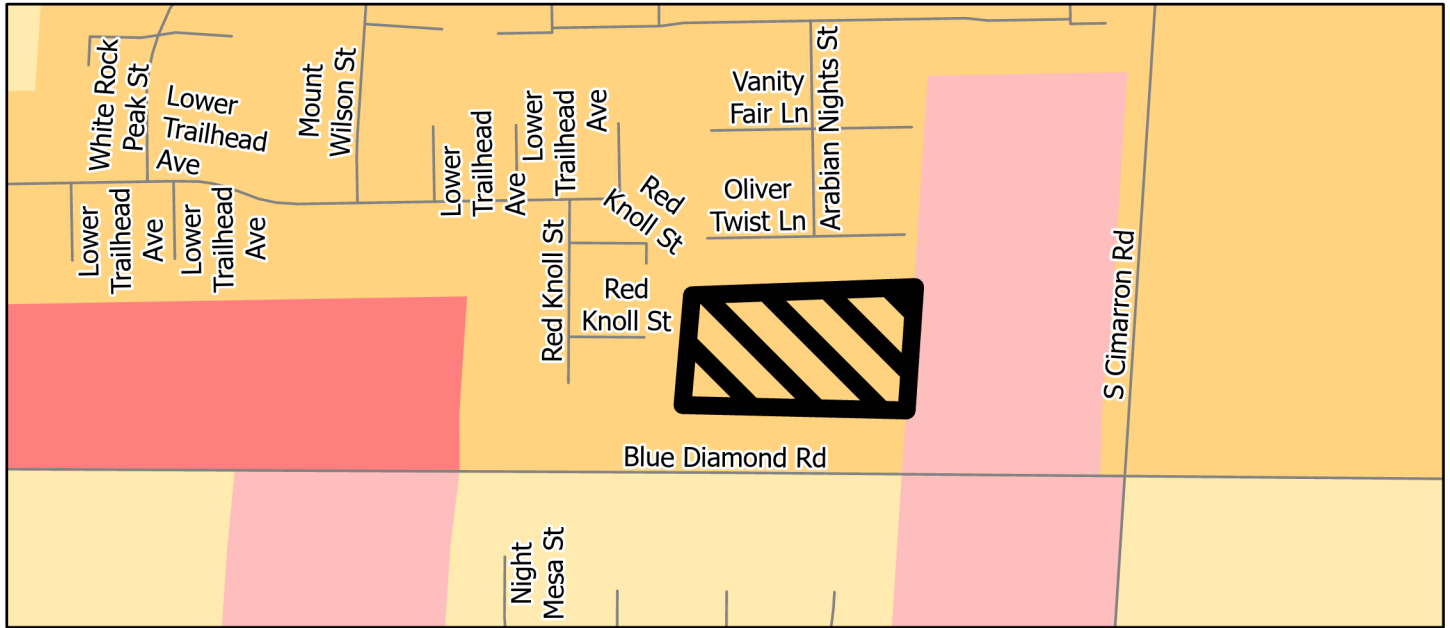 White Rock
Peak St
Lower
Trailhead
Ave
Mount
Wilson St
Lower
Trailhead
Ave
Lower
Trailhead
Ave
Vanity
Fair Ln
Arabian Nights St
Red
Knoll St
Oliver
Twist Ln
Lower
Trailhead
Ave
Lower
Trailhead
Ave
Red Knoll St
Red
Knoll St
S Cimarron Rd
Blue Diamond Rd
Night
Mesa St